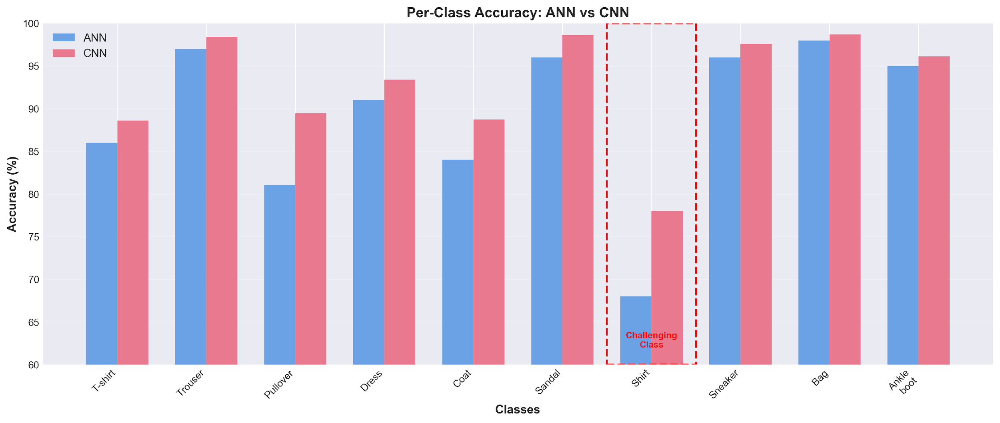 Per-Class Accuracy: ANN vs CNN
ANN
CNN
Accuracy (%)
100
95
90
85
80
75
70
65
60
Challenging
Class
T-shirt
Trouser
Pullover
Dress
Coat
Sandal
Shirt
Sneaker
Bag
Ankle
boot
Classes